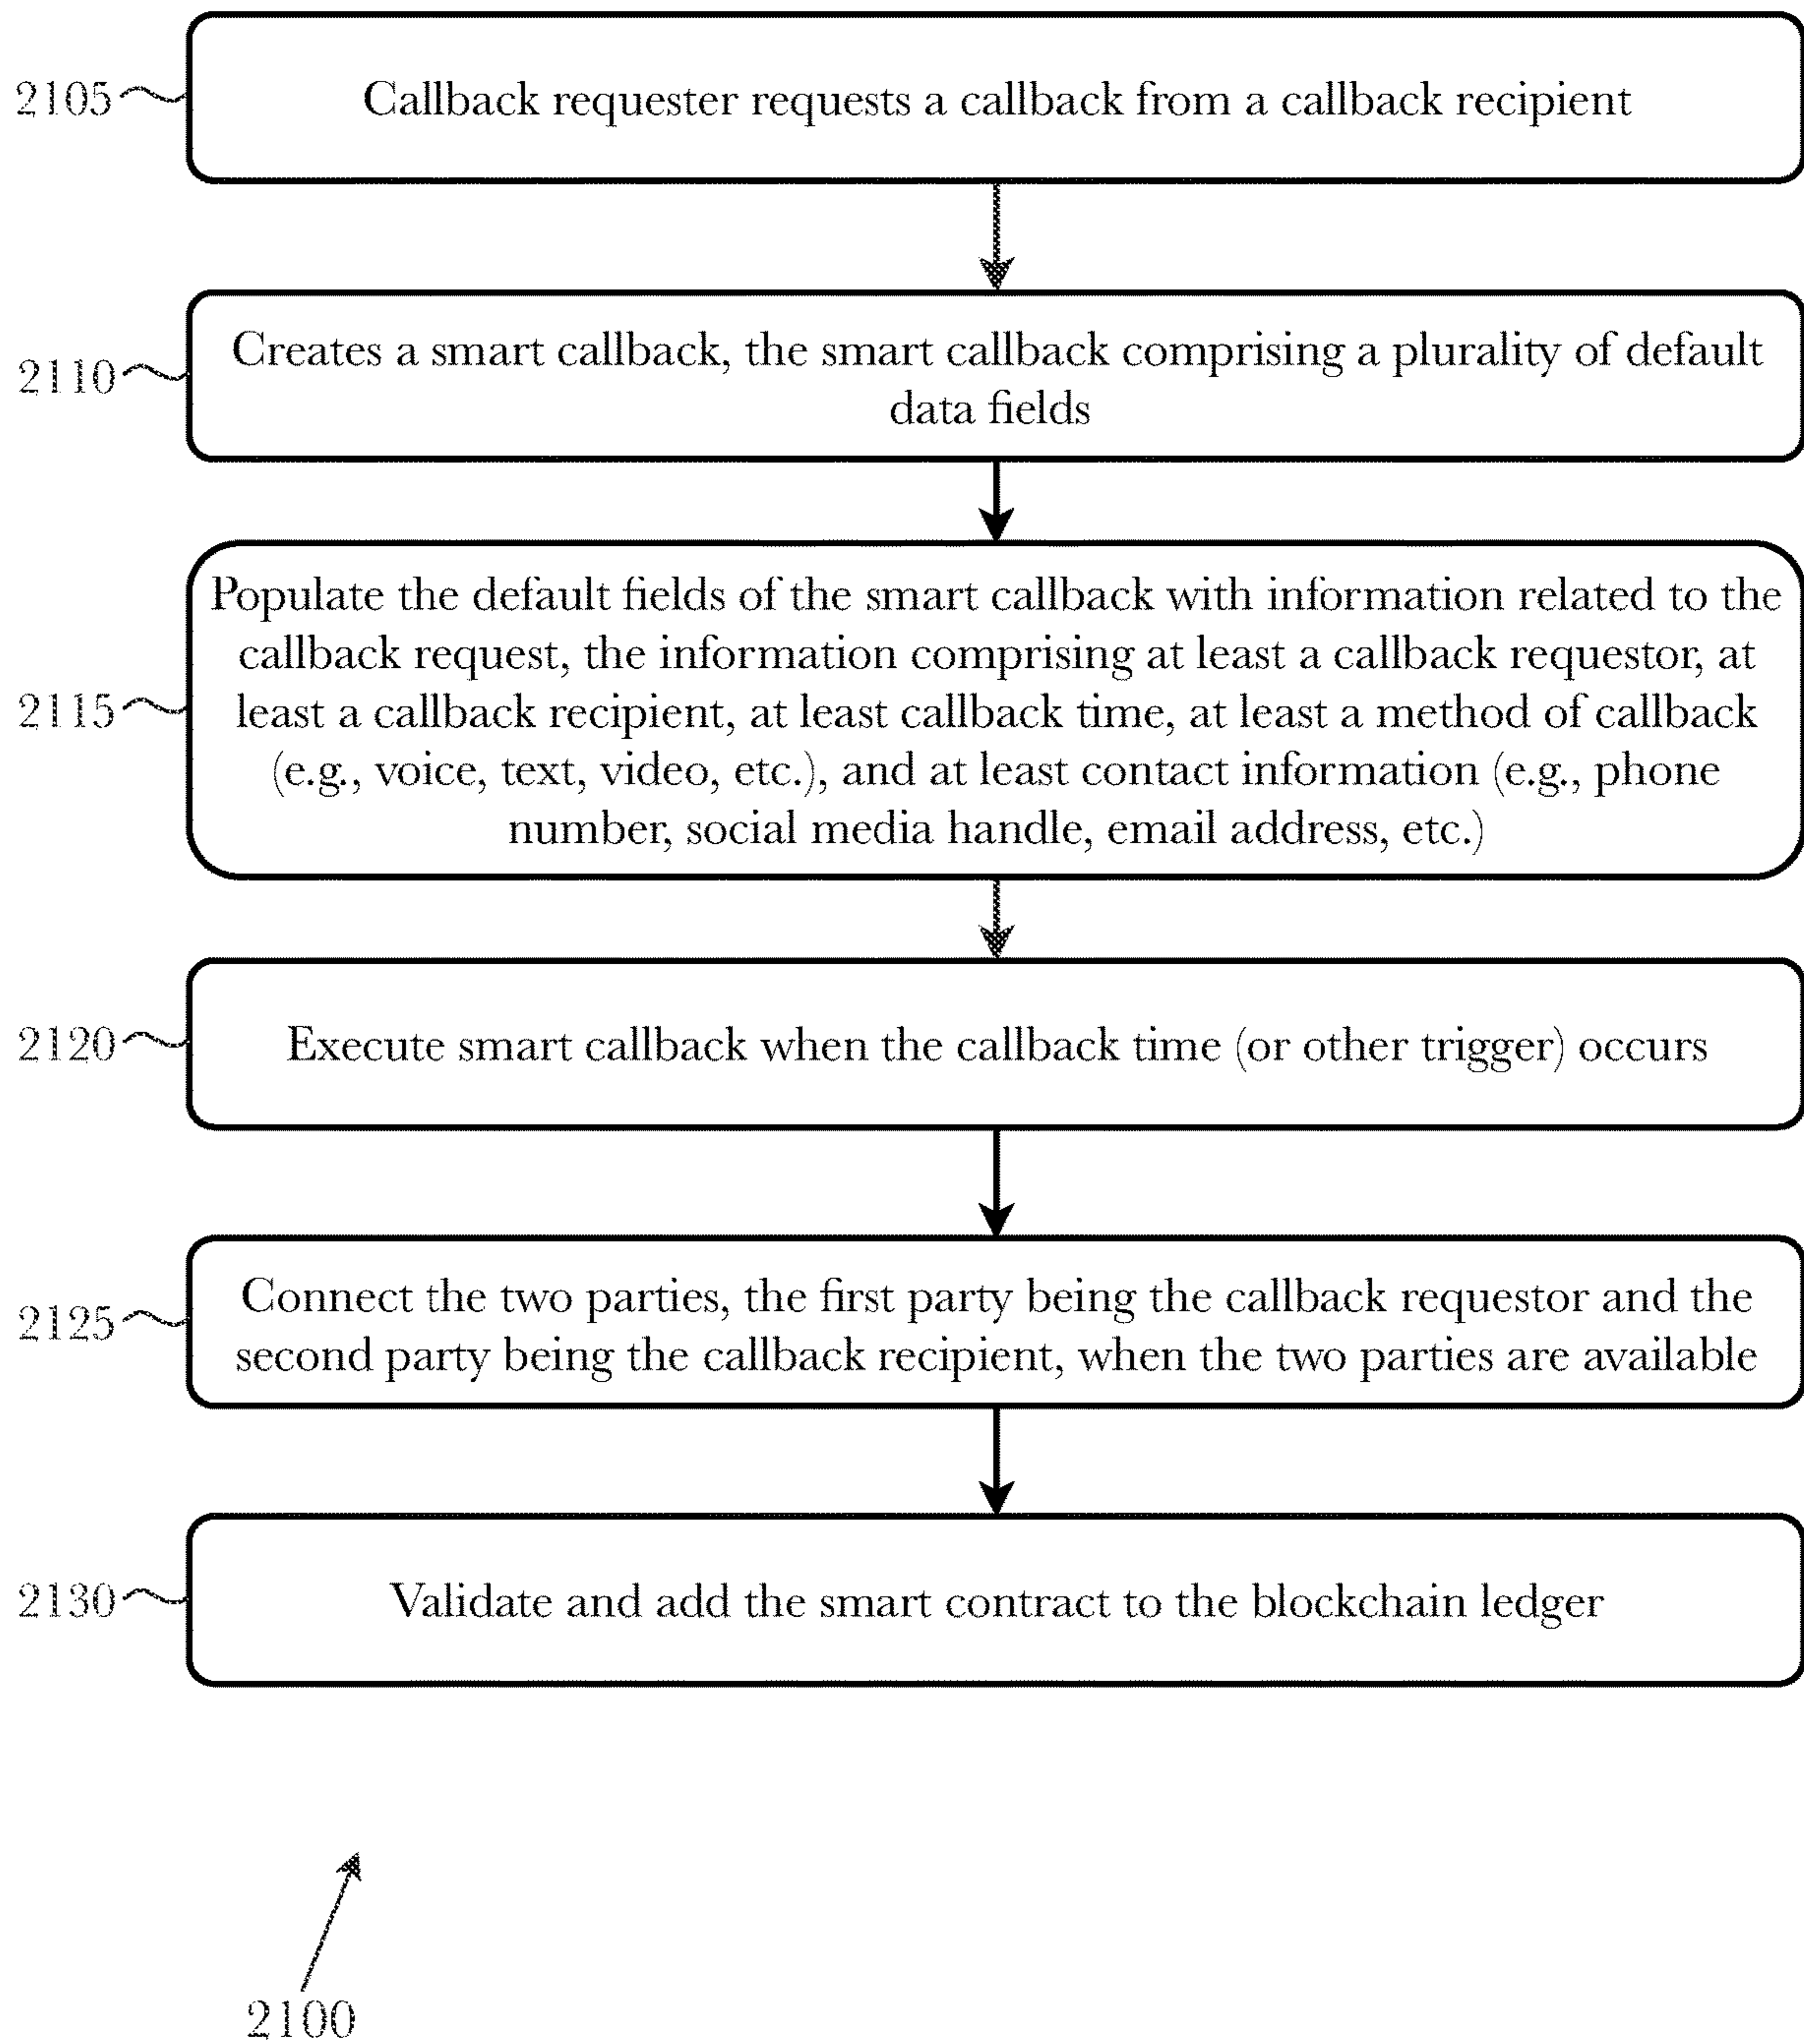 2105
Callback requester requests a callback from a callback recipient
2110
Creates a smart callback, the smart callback comprising a plurality of default
data fields
2115
Populate the default fields of the smart callback with information related to the
callback request, the information comprising at least a callback requestor, at
least a callback recipient, at least callback time, at least a method of callback
(e.g., voice, text, video, etc.), and at least contact information (e.g., phone
number, social media handle, email address, etc.)
2120
Execute smart callback when the callback time (or other trigger) occurs
2125
Connect the two parties, the first party being the callback requestor and the
second party being the callback recipient, when the two parties are available
2130
Validate and add the smart contract to the blockchain ledger
2100